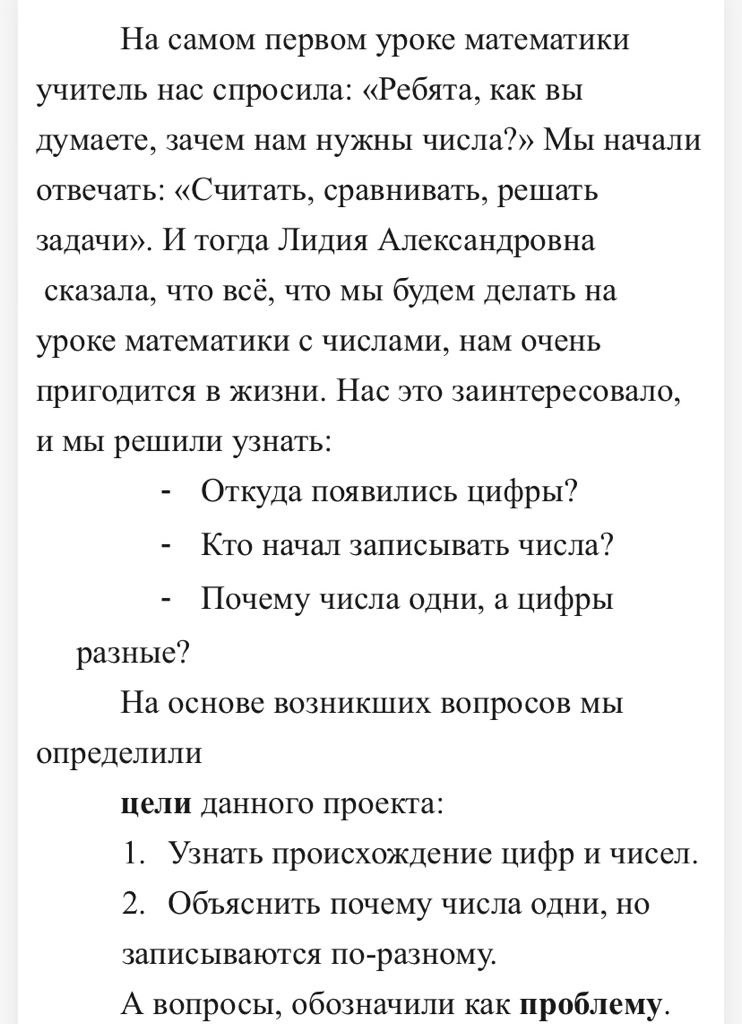 На самом первом уроке математики
учитель нас спросила: «Ребята, как вы
думаете, зачем нам нужны числа?» Мы начали
отвечать: «Считать, сравнивать, решать
задачи». И тогда Лидия Александровна
сказала, что всё, что мы будем делать на
уроке математики с числами, нам очень
пригодится в жизни. Нас это заинтересовало,
и мы решили узнать:
- Откуда появились цифры?
- Кто начал записывать числа?
- Почему числа одни, а цифры
разные?
На основе возникших вопросов мы
определили
цели данного проекта:
1. Узнать происхождение цифр и чисел.
2. Объяснить почему числа одни, но
записываются по-разному.
А вопросы, обозначили как проблему.